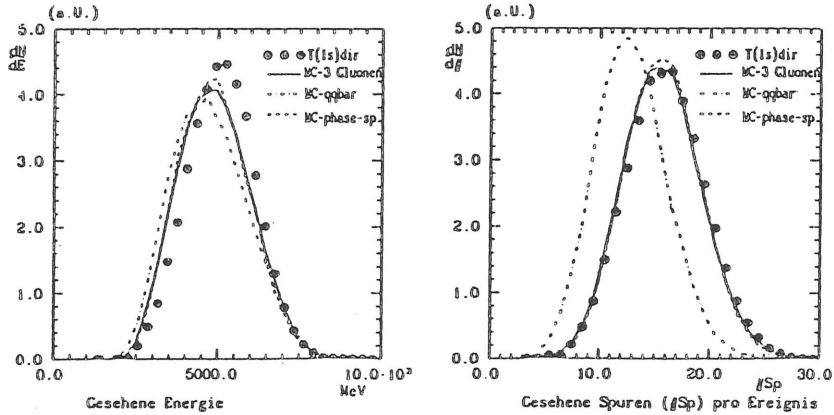 (a.U.)
dN
dE
5.0
4.0
3.0
2.0
1.0
0.0
T(1s)dir
MC-3 Gluonen
MC-qqbar
MC-phase-sp.
0.0
5000.0
10.0·10³
MeV
Gesehene Energie
(a.U.)
dN
d#
5.0
4.0
3.0
2.0
1.0
0.0
T(1s)dir
MC-3 Gluonen
MC-qqbar
MC-phase-sp.
0.0
10.0
20.0
30.0
#Sp
Gesehene Spuren (#Sp) pro Ereignis